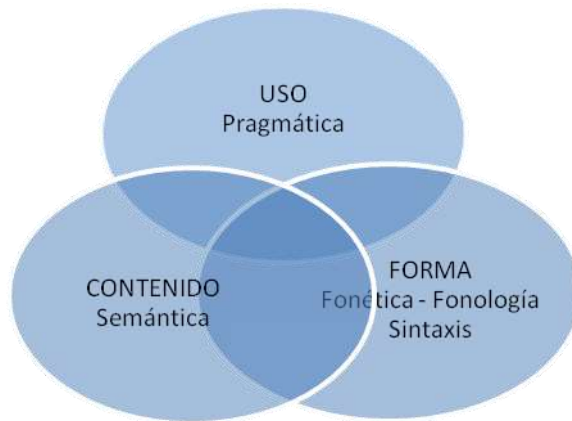 USO
Pragmática
CONTENIDO
Semántica
FORMA
Fonética - Fonología
Sintaxis